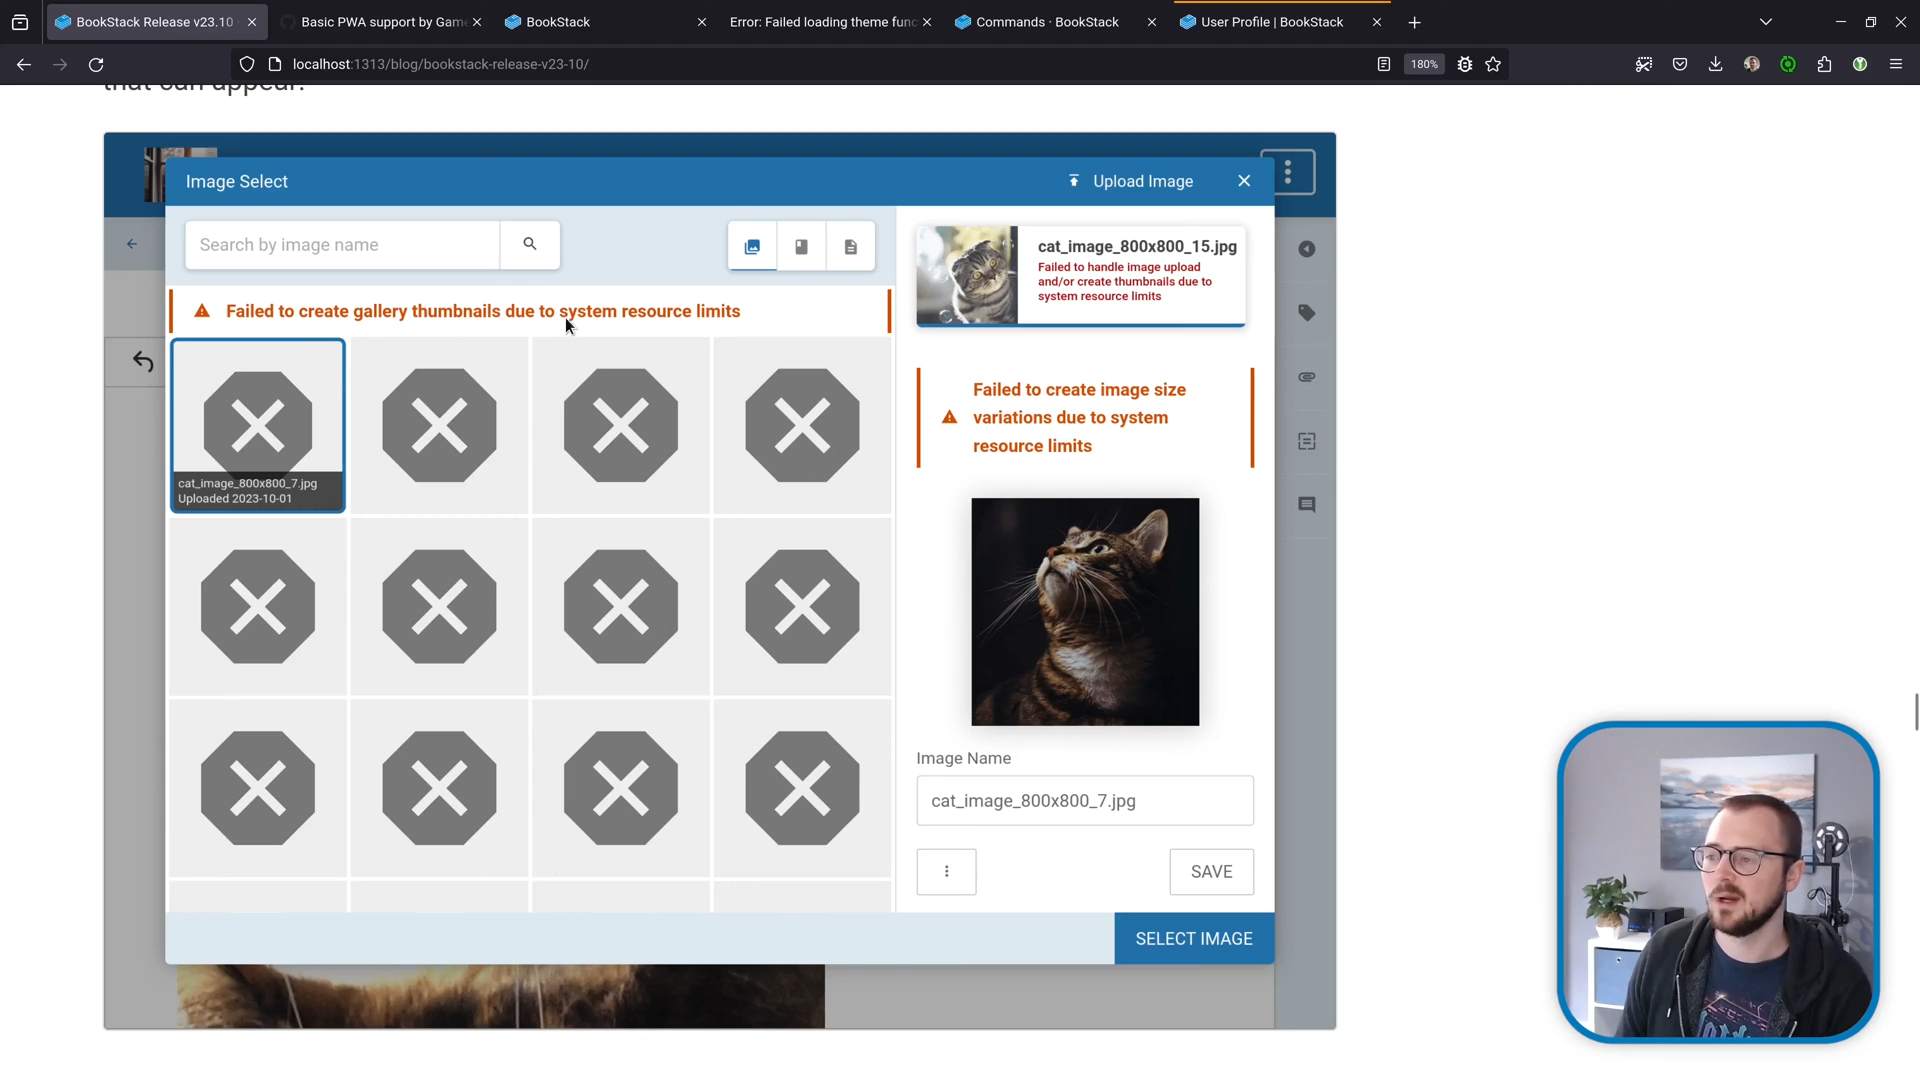 BookStack Release v23.10
Basic PWA support by Game
BookStack
Error: Failed loading theme func
Commands · BookStack
User Profile | BookStack
localhost:1313/blog/bookstack-release-v23-10/
180%
that can appear:
Image Select
Upload Image
Search by image name
Failed to create gallery thumbnails due to system resource limits
cat_image_800x800_7.jpg
Uploaded 2023-10-01
cat_image_800x800_15.jpg
Failed to handle image upload
and/or create thumbnails due to
system resource limits
Failed to create image size
variations due to system
resource limits
Image Name
cat_image_800x800_7.jpg
SAVE
SELECT IMAGE